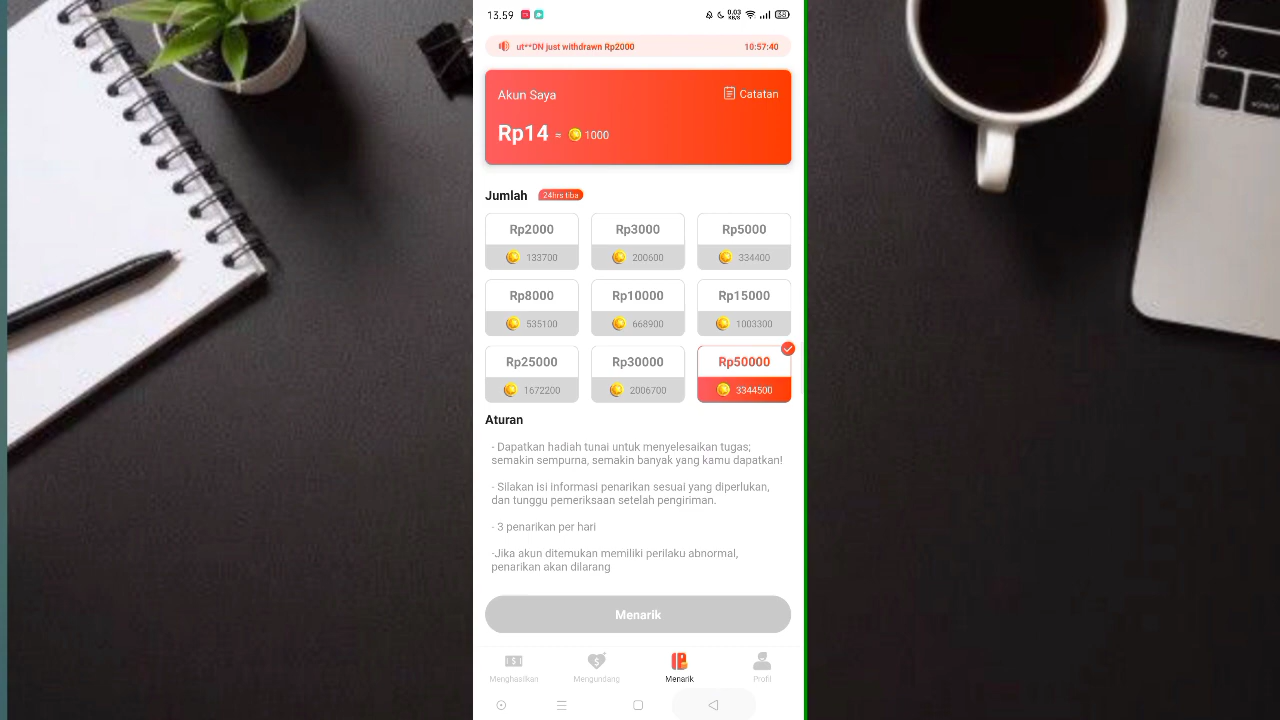 13.59
0,03
KB/S
58
ut**DN just withdrawn Rp2000
10:57:40
Akun Saya
Catatan
Rp14 ≈ 1000
Jumlah
24hrs tiba
Rp2000
Rp3000
Rp5000
133700
200600
334400
Rp8000
Rp10000
Rp15000
535100
668900
1003300
Rp25000
Rp30000
Rp50000
1672200
2006700
3344500
Aturan
- Dapatkan hadiah tunai untuk menyelesaikan tugas;
semakin sempurna, semakin banyak yang kamu dapatkan!
- Silakan isi informasi penarikan sesuai yang diperlukan,
dan tunggu pemeriksaan setelah pengiriman.
- 3 penarikan per hari
-Jika akun ditemukan memiliki perilaku abnormal,
penarikan akan dilarang
Menarik
Menghasilkan
Mengundang
Menarik
Profil